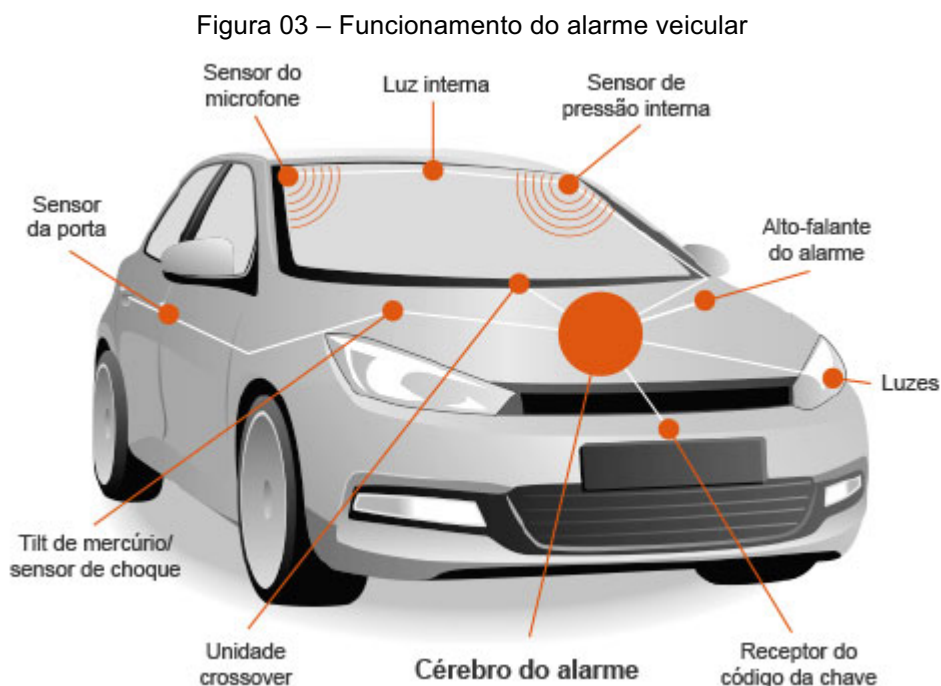 Figura 03 – Funcionamento do alarme veicular
Sensor do
microfone
Luz interna
Sensor de
pressão interna
Sensor
da porta
Alto-falante
do alarme
Luzes
Tilt de mercúrio/
sensor de choque
Unidade
crossover
Cérebro do alarme
Receptor do
código da chave